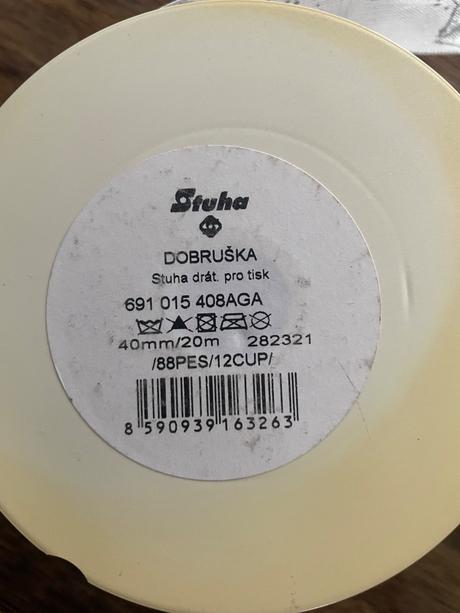 Stuha
DOBRUŠKA
Stuha drát. pro tisk
691 015 408AGA
40mm/20m 282321
/88PES/12CUP/
8 590939 163263